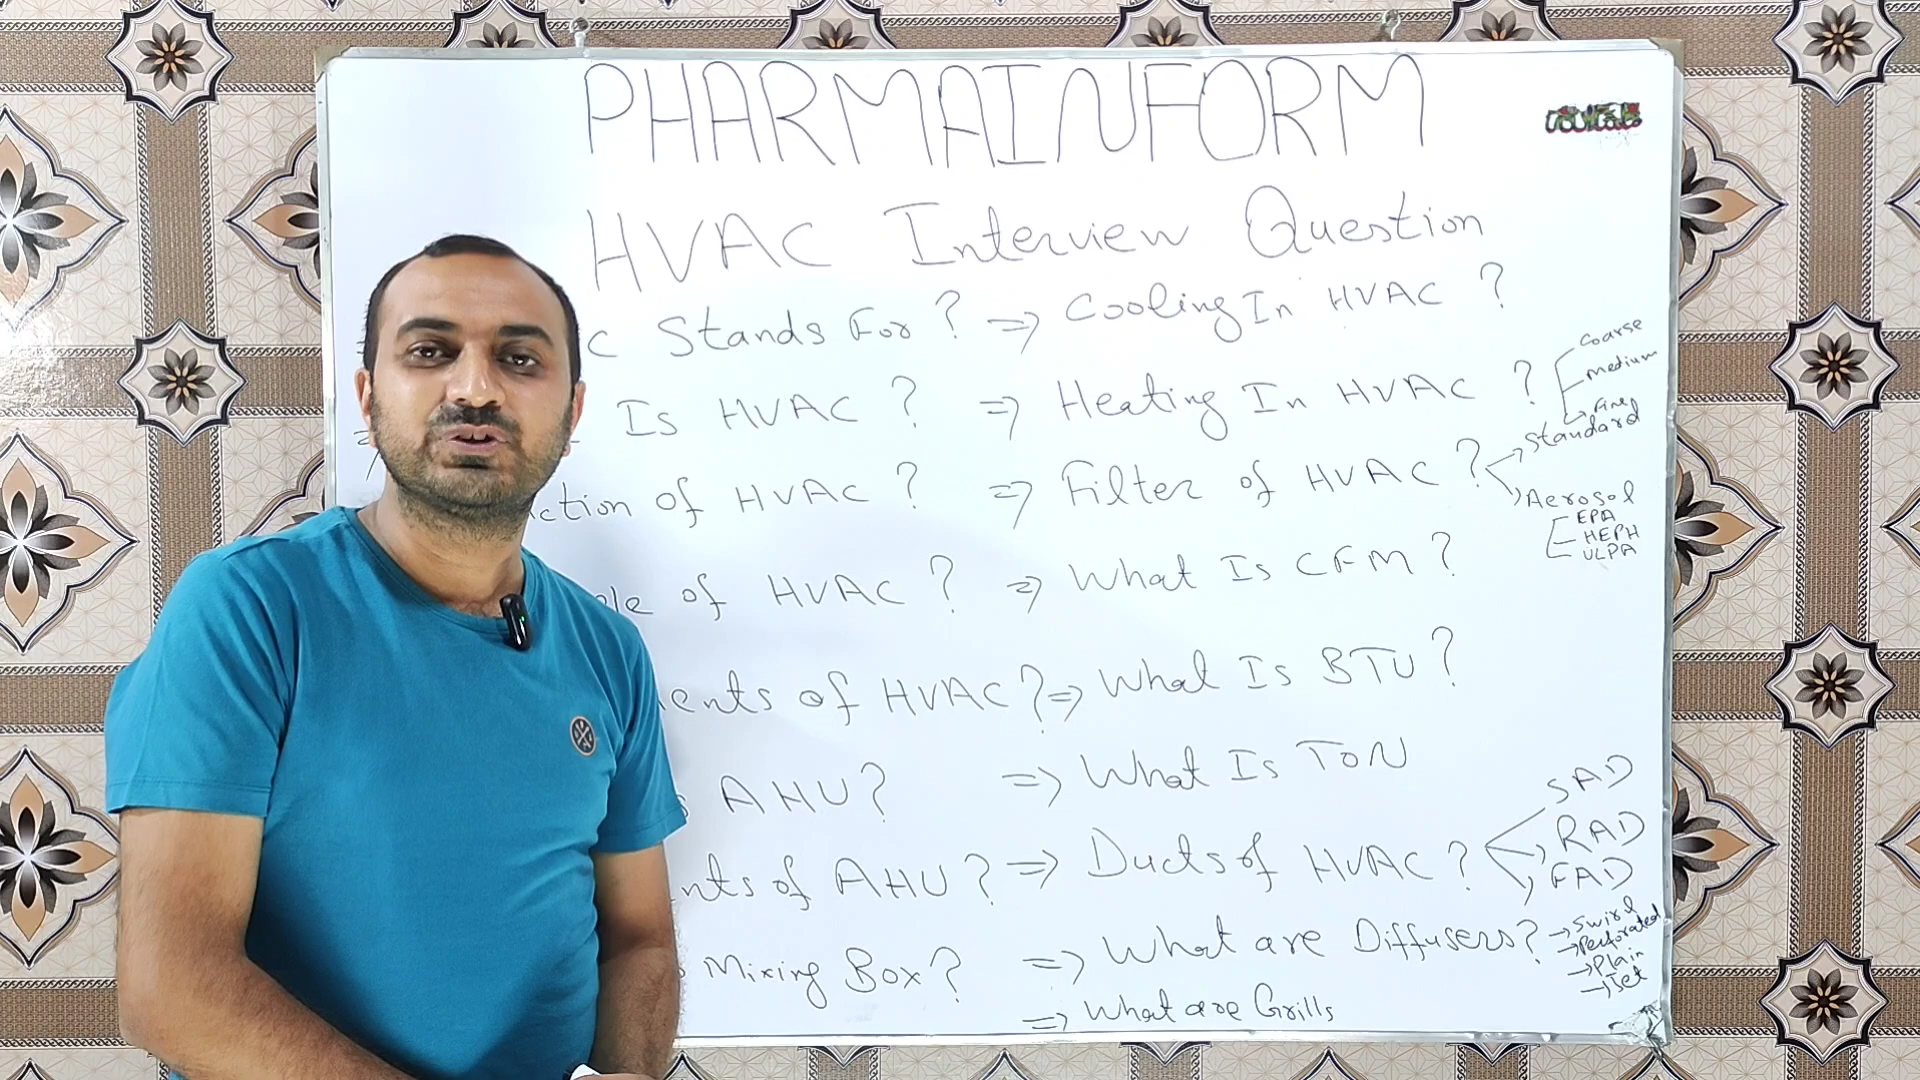 PHARMAINFORM
HVAC Interview Question
c Stands For ? => Cooling In HVAC ?
Is HVAC ? => Heating In HVAC ?
Coarse
Medium
Fine
ction of HVAC ? => Filter of HVAC ?
Standard
Aerosol
EPA
HEPH
ULPA
ple of HVAC ? => What Is CFM ?
ents of HVAC ? => What Is BTU ?
s AHU ? => What Is TON
nts of AHU ? => Ducts of HVAC ?
SAD
RAD
FAD
s Mixing Box ? => What are Diffusers ?
→ Swirl
→ Perforated
→ Plain
→ Jet
=> What are Grills